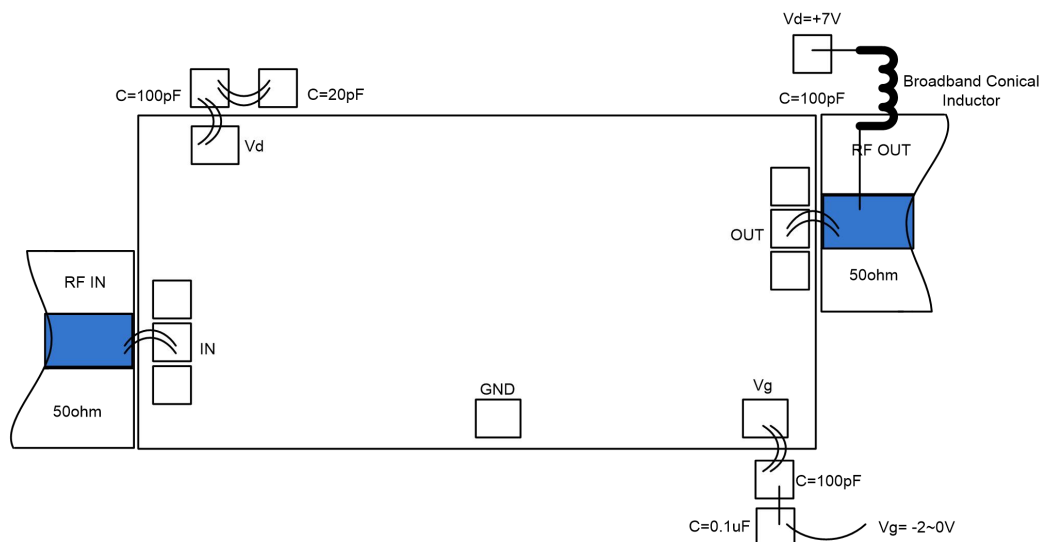 Vd=+7V
C=100pF
C=20pF
C=100pF
Broadband Conical
Inductor
Vd
RF OUT
OUT
RF IN
50ohm
IN
50ohm
GND
Vg
C=100pF
C=0.1uF
Vg= -2~0V